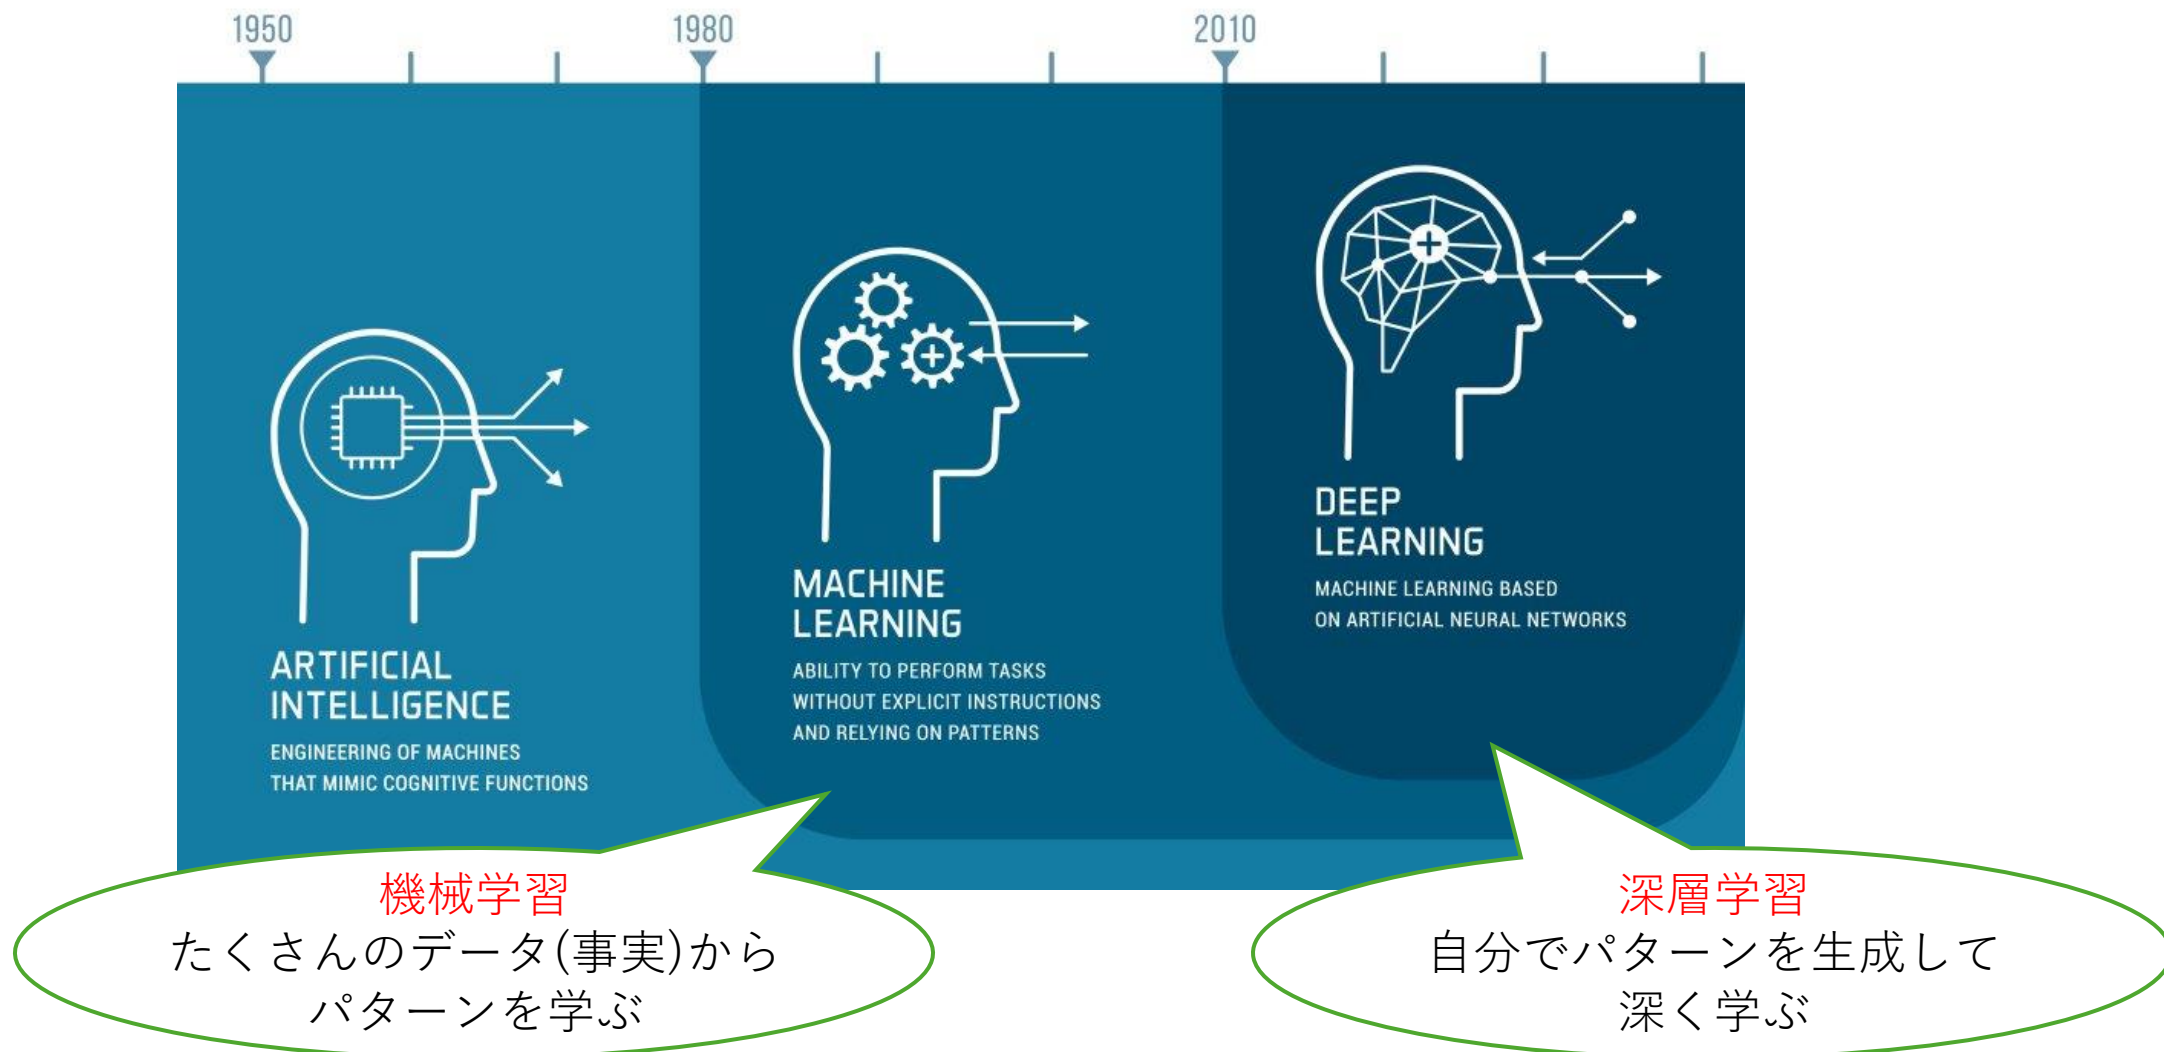 1950
1980
2010
ARTIFICIAL
INTELLIGENCE
ENGINEERING OF MACHINES
THAT MIMIC COGNITIVE FUNCTIONS
MACHINE
LEARNING
ABILITY TO PERFORM TASKS
WITHOUT EXPLICIT INSTRUCTIONS
AND RELYING ON PATTERNS
DEEP
LEARNING
MACHINE LEARNING BASED
ON ARTIFICIAL NEURAL NETWORKS
機械学習
たくさんのデータ(事実)から
パターンを学ぶ
深層学習
自分でパターンを生成して
深く学ぶ